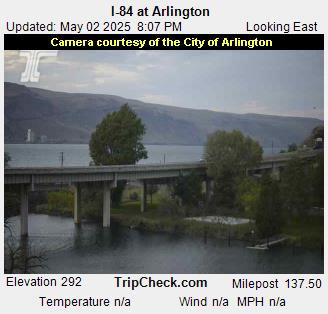 I-84 at Arlington
Updated: May 02 2025 8:07 PM Looking East
Camera courtesy of the City of Arlington
Elevation 292 TripCheck.com Milepost 137.50
Temperature n/a Wind n/a MPH n/a